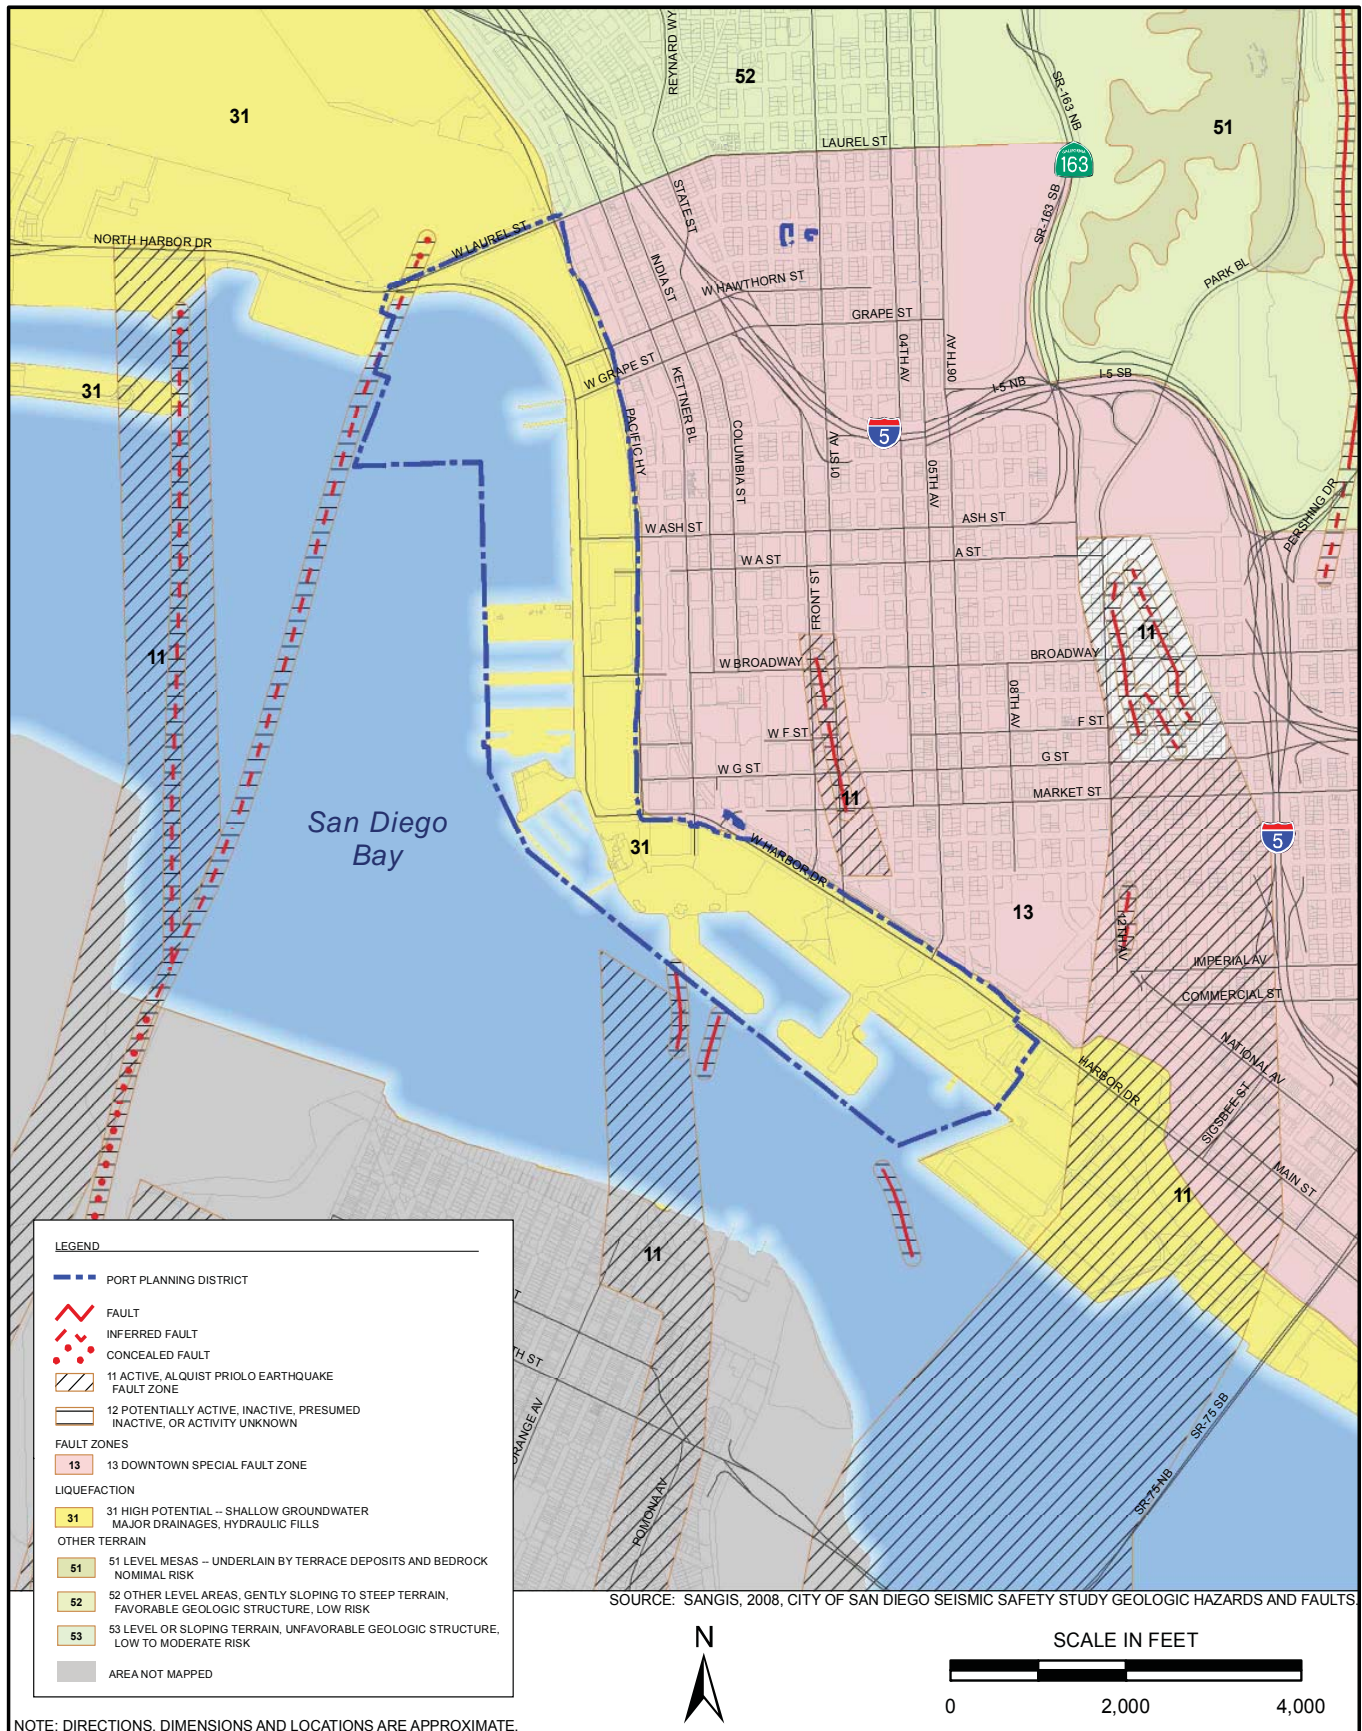 31
52
51
REYNARD WY
SR-163 NB
LAUREL ST
CALIFORNIA
163
SR-163 SB
NORTH HARBOR DR
W LAUREL ST
STATE ST
INDIA ST
W HAWTHORN ST
PARK BL
GRAPE ST
04TH AV
06TH AV
W GRAPE ST
KETTNER BL
I-5 NB
I-5 SB
31
PACIFIC HY
COLUMBIA ST
01ST AV
5
05TH AV
PERSHING DR
W ASH ST
ASH ST
W A ST
A ST
FRONT ST
11
11
W BROADWAY
BROADWAY
08TH AV
W F ST
F ST
W G ST
G ST
MARKET ST
11
San Diego
Bay
31
W HARBOR DR
5
13
12TH AV
IMPERIAL AV
COMMERCIAL ST
NATIONAL AV
HARBOR DR
SIGSBEE ST
MAIN ST
11
11
T
TH ST
ORANGE AV
POMONA AV
SR-75 SB
SR-75 NB
LEGEND
PORT PLANNING DISTRICT
FAULT
INFERRED FAULT
CONCEALED FAULT
11 ACTIVE, ALQUIST PRIOLO EARTHQUAKE
FAULT ZONE
12 POTENTIALLY ACTIVE, INACTIVE, PRESUMED
INACTIVE, OR ACTIVITY UNKNOWN
FAULT ZONES
13 13 DOWNTOWN SPECIAL FAULT ZONE
LIQUEFACTION
31 31 HIGH POTENTIAL -- SHALLOW GROUNDWATER
MAJOR DRAINAGES, HYDRAULIC FILLS
OTHER TERRAIN
51 51 LEVEL MESAS -- UNDERLAIN BY TERRACE DEPOSITS AND BEDROCK
NOMIMAL RISK
52 52 OTHER LEVEL AREAS, GENTLY SLOPING TO STEEP TERRAIN,
FAVORABLE GEOLOGIC STRUCTURE, LOW RISK
53 53 LEVEL OR SLOPING TERRAIN, UNFAVORABLE GEOLOGIC STRUCTURE,
LOW TO MODERATE RISK
AREA NOT MAPPED
SOURCE: SANGIS, 2008, CITY OF SAN DIEGO SEISMIC SAFETY STUDY GEOLOGIC HAZARDS AND FAULTS.
N
SCALE IN FEET
0 2,000 4,000
NOTE: DIRECTIONS, DIMENSIONS AND LOCATIONS ARE APPROXIMATE.